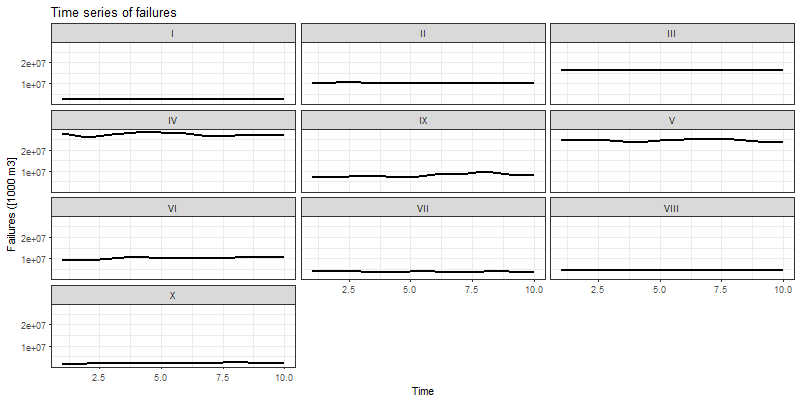 Time series of failures
I II III
2e+07
1e+07
IV IX V
2e+07
1e+07
VI VII VIII
2e+07
1e+07
2.5 5.0 7.5 10.0 2.5 5.0 7.5 10.0
X
2e+07
1e+07
2.5 5.0 7.5 10.0
Failures ([1000 m3]
Time